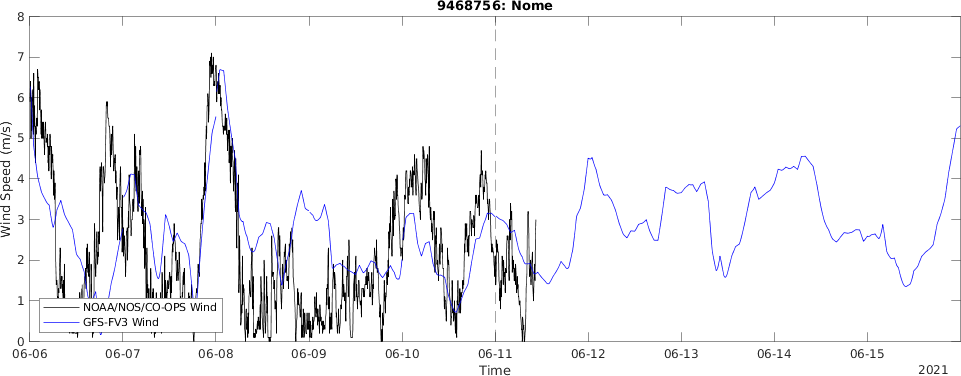 9468756: Nome
Wind Speed (m/s)
8
7
6
5
4
3
2
1
0
NOAA/NOS/CO-OPS Wind
GFS-FV3 Wind
06-06 06-07 06-08 06-09 06-10 06-11 06-12 06-13 06-14 06-15
Time
2021